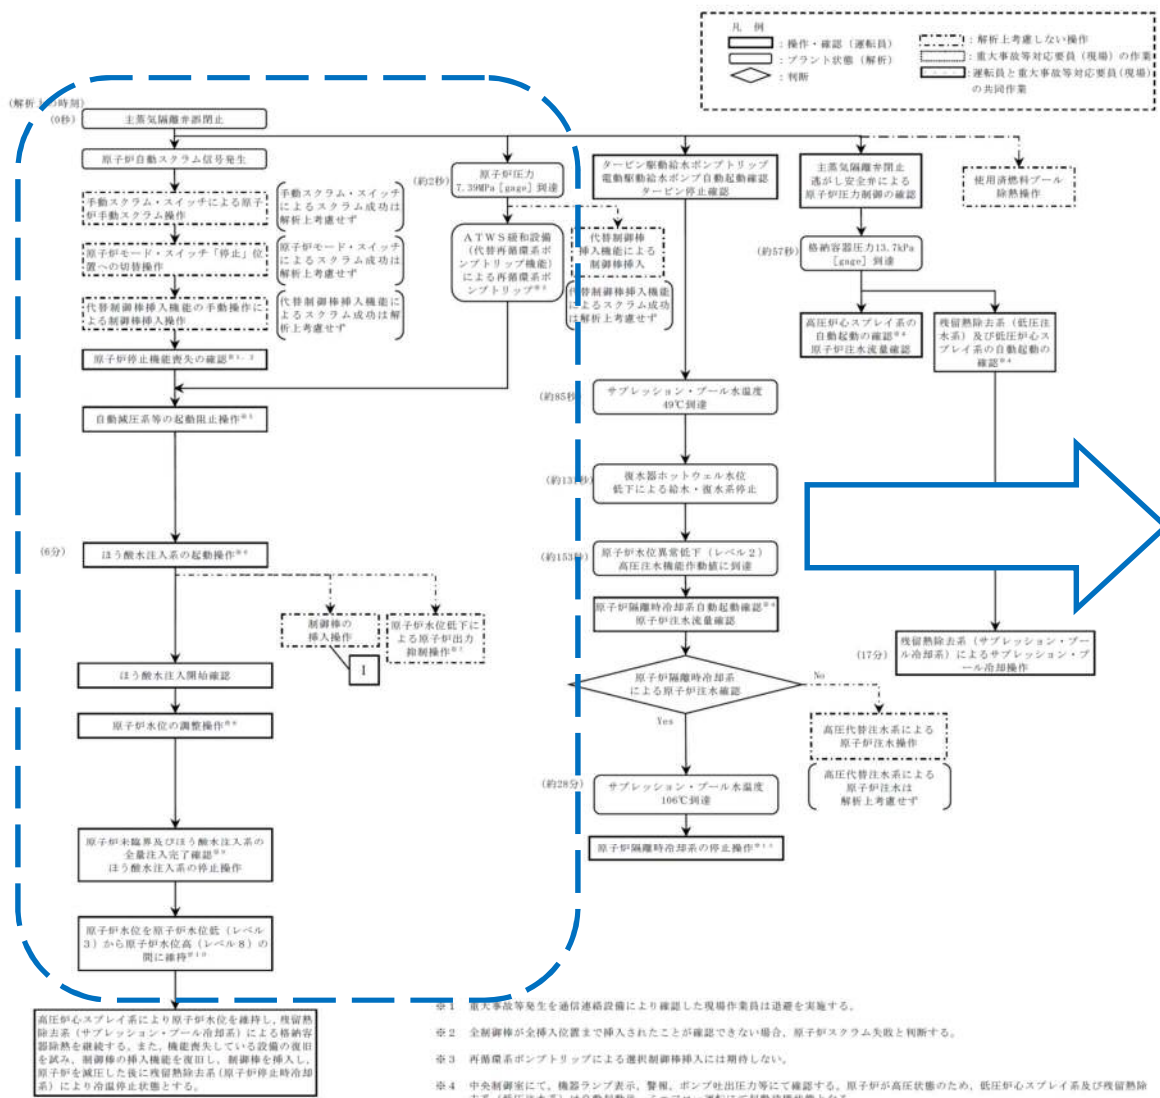 凡 例
：操作・確認（運転員）
：プラント状態（解析）
：判断
：解析上考慮しない操作
：重大事故等対応要員（現場）の作業
：運転員と重大事故等対応要員（現場）
の共同作業
（0秒）
主蒸気隔離弁誤閉止
原子炉自動スクラム信号発生
手動スクラム・スイッチによる原子
炉手動スクラム操作
手動スクラム・スイッチ
によるスクラム成功は
解析上考慮せず
原子炉モード・スイッチ「停止」位
置への切替操作
原子炉モード・スイッチ
によるスクラム成功は
解析上考慮せず
代替制御棒挿入機能の手動操作に
よる制御棒挿入操作
代替制御棒挿入機能に
よるスクラム成功は
解析上考慮せず
原子炉停止機能喪失の確認※1，2
自動減圧系等の起動阻止操作※5
（6分）
ほう酸水注入系の起動操作※6
制御棒の
挿入操作
I
原子炉水位低下
による原子炉出力
抑制操作※7
ほう酸水注入開始確認
原子炉水位の調整操作※8
原子炉未臨界及びほう酸水注入系の
全量注入完了確認※9
ほう酸水注入系の停止操作
原子炉水位を原子炉水位低（レベル
3）から原子炉水位高（レベル8）の
間に維持※10
高圧炉心スプレイ系により原子炉水位を維持し，残留熱
除去系（サプレッション・プール冷却系）による格納容
器除熱を継続する。また，機能喪失している設備の復旧
を試み，制御棒の挿入機能を復旧し，制御棒を挿入し，
原子炉を減圧した後に残留熱除去系（原子炉停止時冷却
系）により冷温停止状態とする。
（約2秒）
原子炉圧力
7.39MPa［gage］到達
ATWS緩和設備
（代替再循環系ポ
ンプトリップ機能）
による再循環系ポ
ンプトリップ※3
代替制御棒
挿入機能による
制御棒挿入
代替制御棒挿入機能
によるスクラム成功は
解析上考慮せず
タービン駆動給水ポンプトリップ
電動駆動給水ポンプ自動起動確認
タービン停止確認
（約85秒）
サプレッション・プール水温度
49℃到達
復水器ホットウェル水位
低下による給水・復水系停止
（約153秒）
原子炉水位異常低下（レベル2）
高圧注水機能作動値に到達
原子炉隔離時冷却系自動起動確認※4
原子炉注水流量確認
原子炉隔離時冷却系
による原子炉注水確認
No
Yes
高圧代替注水系による
原子炉注水操作
高圧代替注水系による
原子炉注水は
解析上考慮せず
（約28分）
サプレッション・プール水温度
106℃到達
原子炉隔離時冷却系の停止操作※11
主蒸気隔離弁閉止
逃がし安全弁による
原子炉圧力制御の確認
（約57秒）
格納容器圧力13.7kPa
［gage］到達
高圧炉心スプレイ系の
自動起動の確認※4
原子炉注水流量確認
残留熱除去系（低圧注
水系）及び低圧炉心ス
プレイ系の自動起動の
確認※4
（17分）
残留熱除去系（サプレッション・プー
ル冷却系）によるサプレッション・プ
ール冷却操作
使用済燃料プール
除熱操作
※1 重大事故等発生を通信連絡設備により確認した現場作業員は退避を実施する。
※2 全制御棒が全挿入位置まで挿入されたことが確認できない場合，原子炉スクラム失敗と判断する。
※3 再循環系ポンプトリップによる選択制御棒挿入には期待しない。
※4 中央制御室にて，機器ランプ表示，警報，ポンプ吐出圧力等にて確認する。原子炉が高圧状態のため，低圧炉心スプレイ系及び残留熱除